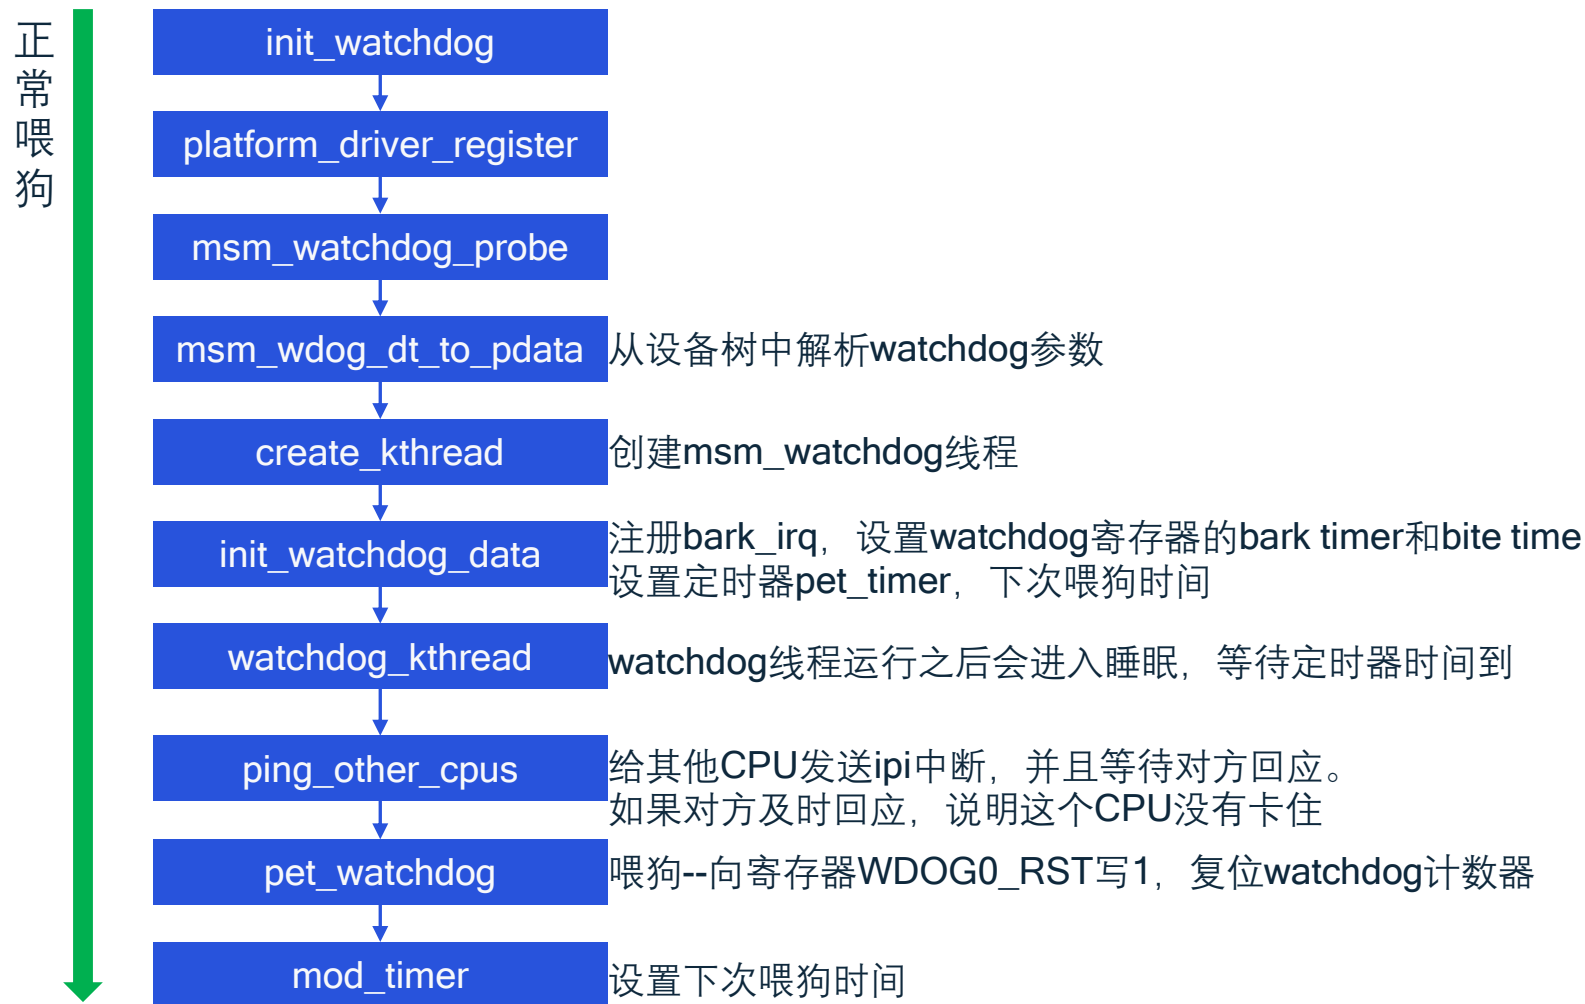 正常喂狗
init_watchdog
platform_driver_register
msm_watchdog_probe
msm_wdog_dt_to_pdata
从设备树中解析watchdog参数
create_kthread
创建msm_watchdog线程
init_watchdog_data
注册bark_irq，设置watchdog寄存器的bark timer和bite time
设置定时器pet_timer，下次喂狗时间
watchdog_kthread
watchdog线程运行之后会进入睡眠，等待定时器时间到
ping_other_cpus
给其他CPU发送ipi中断，并且等待对方回应。
如果对方及时回应，说明这个CPU没有卡住
pet_watchdog
喂狗--向寄存器WDOG0_RST写1，复位watchdog计数器
mod_timer
设置下次喂狗时间